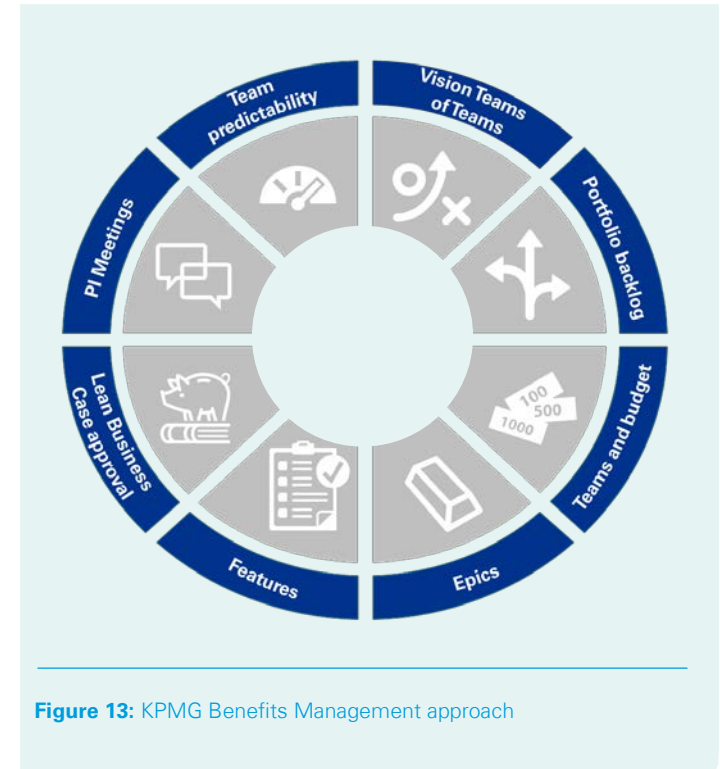 Team
predictability
Vision Teams
of Teams
PI Meetings
Portfolio backlog
Lean Business
Case approval
100
500
1000
Teams and budget
Features
Epics
Figure 13: KPMG Benefits Management approach